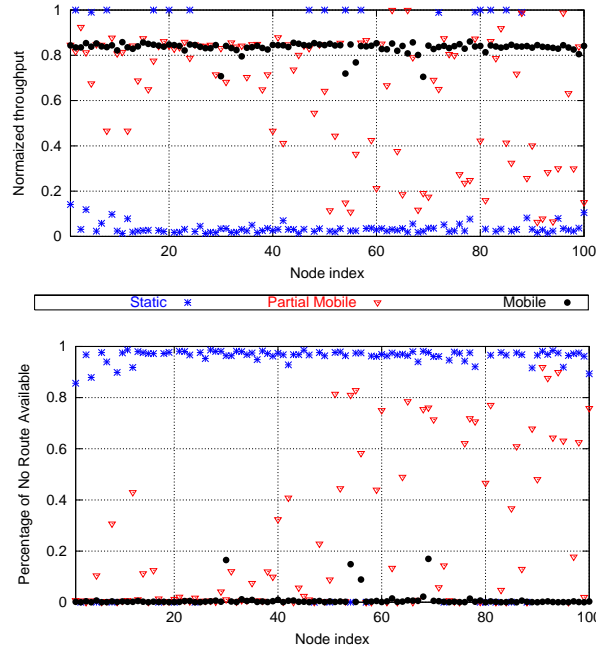 1
0.8
0.6
0.4
0.2
0
20 40 60 80 100
Normaized throughput
Node index
Static Partial Mobile Mobile
1
0.8
0.6
0.4
0.2
0
0 20 40 60 80 100
Percentage of No Route Available
Node index